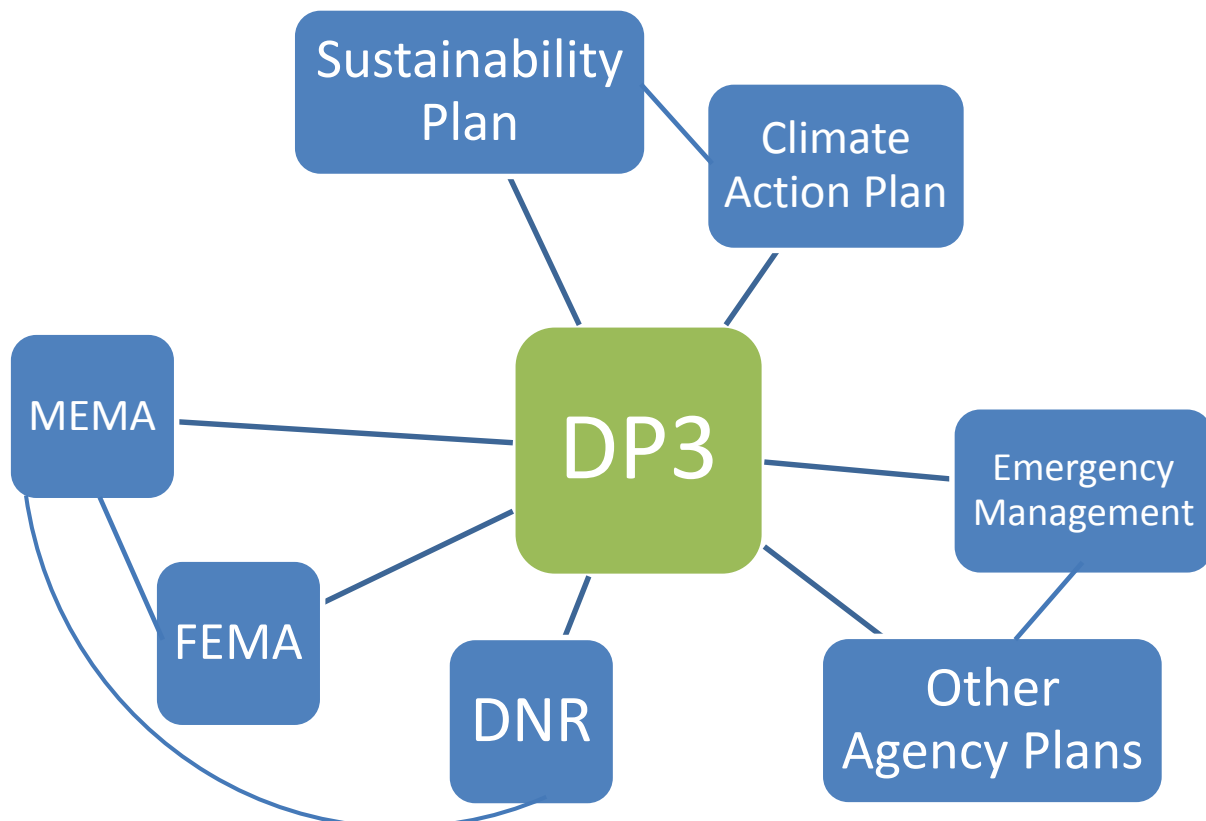 Sustainability
Plan
Climate
Action Plan
MEMA
DP3
Emergency
Management
FEMA
DNR
Other
Agency Plans